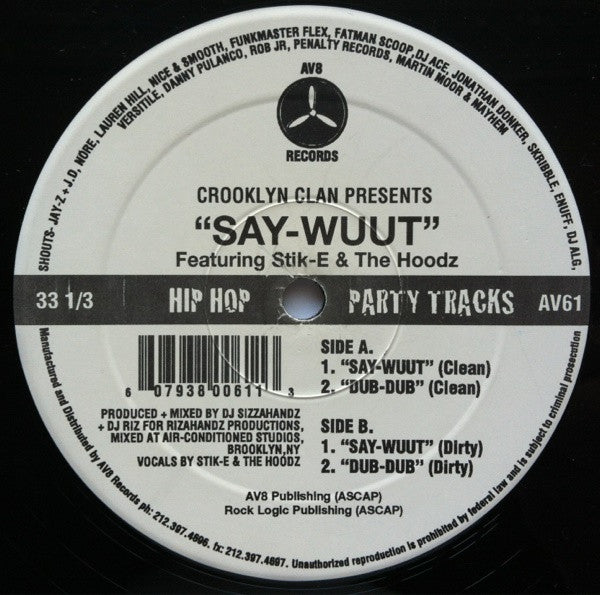 SHOUTS- JAY-Z + J.D, NORE, LAUREN HILL, NICE & SMOOTH, FUNKMASTER FLEX, FATMAN SCOOP, DJ ACE, JONATHAN DONKER, SKRIBBLE, ENUFF, DJ ALG,
VERSITILE, DANNY PULANCO, ROB JR, PENALTY RECORDS, MARTIN MOOR & MAYHEM
AV8
RECORDS
CROOKLYN CLAN PRESENTS
“SAY-WUUT”
Featuring Stik-E & The Hoodz
33 1/3 HIP HOP PARTY TRACKS AV61
6 07938 00611 3
PRODUCED + MIXED BY DJ SIZZAHANDZ
+ DJ RIZ FOR RIZAHANDZ PRODUCTIONS,
MIXED AT AIR-CONDITIONED STUDIOS,
BROOKLYN,NY
VOCALS BY STIK-E & THE HOODZ
SIDE A.
1. “SAY-WUUT” (Clean)
2. “DUB-DUB” (Clean)
SIDE B.
1. “SAY-WUUT” (Dirty)
2. “DUB-DUB” (Dirty)
AV8 Publishing (ASCAP)
Rock Logic Publishing (ASCAP)
Manufactured and Distributed by AV8 Records ph: 212.397.4696. fx: 212.397.4697. Unauthorized reproduction is prohibited by federal law and is subject to criminal prosecution